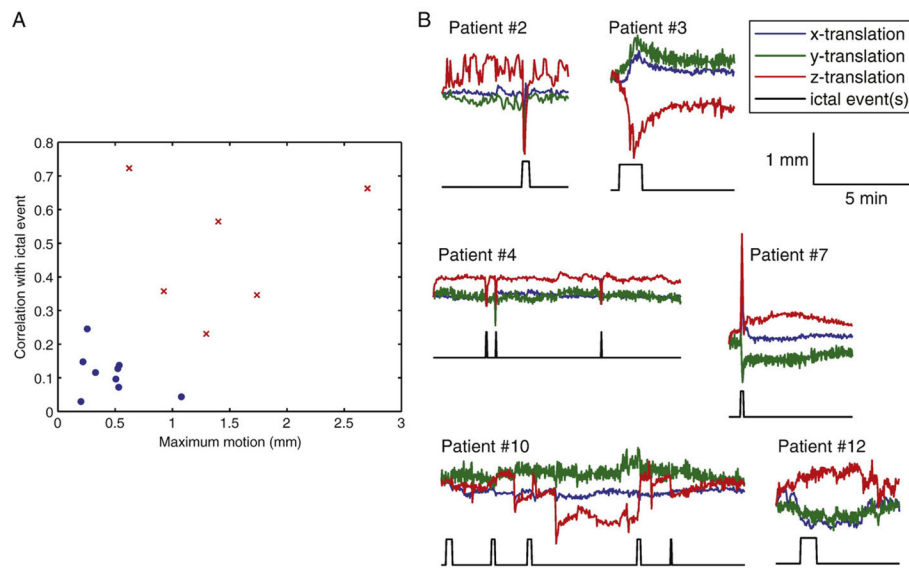 A
B
Patient #2
Patient #3
x-translation
y-translation
z-translation
ictal event(s)
1 mm
5 min
Correlation with ictal event
0.8
0.7
0.6
0.5
0.4
0.3
0.2
0.1
0
0 0.5 1 1.5 2 2.5 3
Maximum motion (mm)
Patient #4
Patient #7
Patient #10
Patient #12